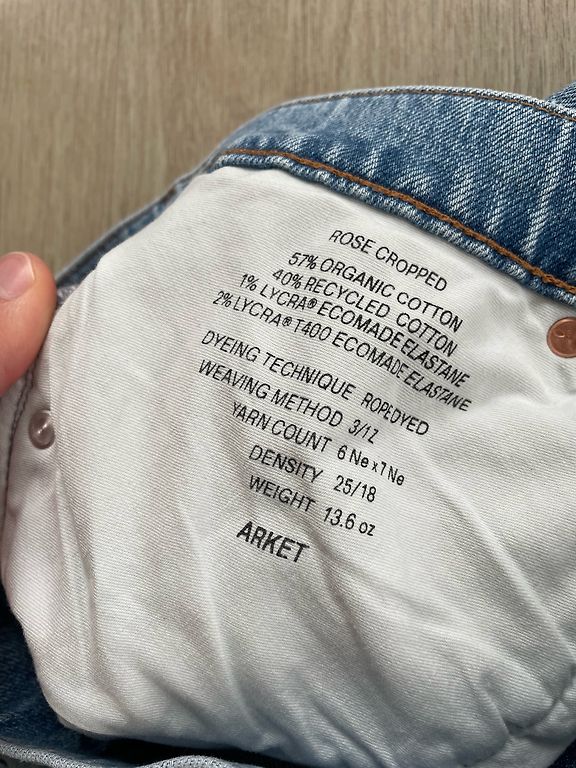 ROSE CROPPED
57% ORGANIC COTTON
40% RECYCLED COTTON
1% LYCRA® ECOMADE ELASTANE
2% LYCRA® T400 ECOMADE ELASTANE
DYEING TECHNIQUE ROPEDYED
WEAVING METHOD 3/1Z
YARN COUNT 6 Ne x 7 Ne
DENSITY 25/18
WEIGHT 13.6 oz
ARKET